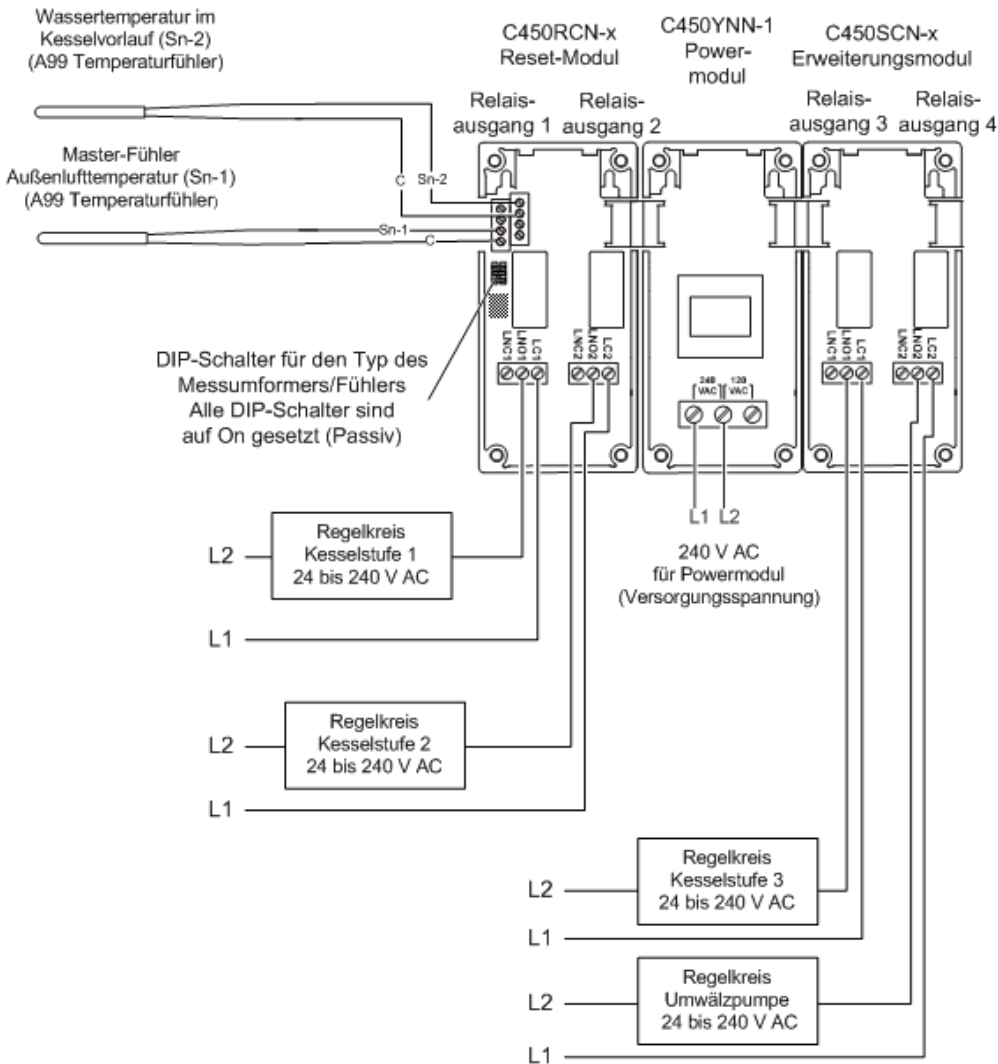 Wassertemperatur im
Kesselvorlauf (Sn-2)
(A99 Temperaturfühler)
C450RCN-x
Reset-Modul
C450YNN-1
Power-
modul
C450SCN-x
Erweiterungsmodul
Relais-
ausgang 1
Relais-
ausgang 2
Relais-
ausgang 3
Relais-
ausgang 4
Master-Fühler
Außenlufttemperatur (Sn-1)
(A99 Temperaturfühler)
C
Sn-2
Sn-1
C
DIP-Schalter für den Typ des
Messumformers/Fühlers
Alle DIP-Schalter sind
auf On gesetzt (Passiv)
LNC1
LNO1
LC1
LNC2
LNO2
LC2
240
VAC
120
VAC
LNC1
LNO1
LC1
LNC2
LNO2
LC2
L1
L2
240 V AC
für Powermodul
(Versorgungsspannung)
L2
Regelkreis
Kesselstufe 1
24 bis 240 V AC
L1
L2
Regelkreis
Kesselstufe 2
24 bis 240 V AC
L1
L2
Regelkreis
Kesselstufe 3
24 bis 240 V AC
L1
L2
Regelkreis
Umwälzpumpe
24 bis 240 V AC
L1